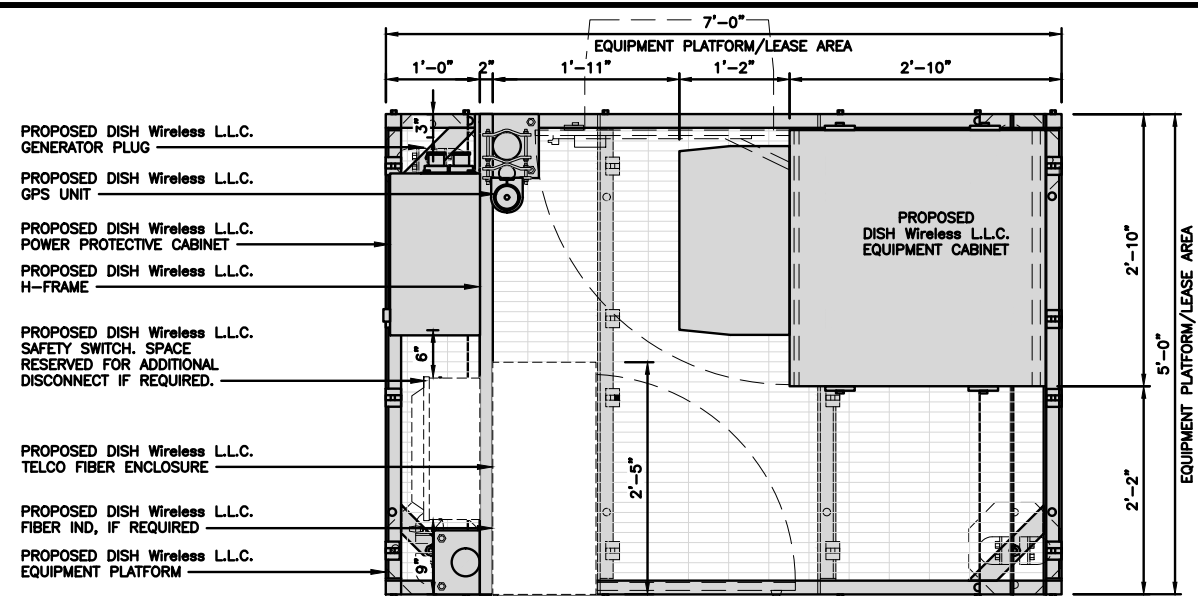 7'-0"
EQUIPMENT PLATFORM/LEASE AREA
1'-0"
2"
1'-11"
1'-2"
2'-10"
PROPOSED DISH Wireless L.L.C.
GENERATOR PLUG
PROPOSED DISH Wireless L.L.C.
GPS UNIT
PROPOSED DISH Wireless L.L.C.
POWER PROTECTIVE CABINET
PROPOSED DISH Wireless L.L.C.
H-FRAME
PROPOSED DISH Wireless L.L.C.
SAFETY SWITCH. SPACE
RESERVED FOR ADDITIONAL
DISCONNECT IF REQUIRED.
PROPOSED DISH Wireless L.L.C.
TELCO FIBER ENCLOSURE
PROPOSED DISH Wireless L.L.C.
FIBER IND, IF REQUIRED
PROPOSED DISH Wireless L.L.C.
EQUIPMENT PLATFORM
3"
6"
9"
2'-5"
PROPOSED
DISH Wireless L.L.C.
EQUIPMENT CABINET
2'-10"
2'-2"
5'-0"
EQUIPMENT PLATFORM/LEASE AREA